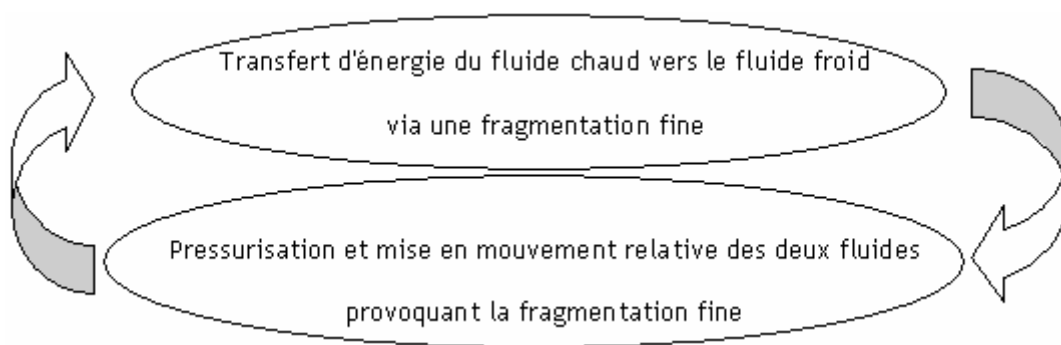 Transfert d'énergie du fluide chaud vers le fluide froid
via une fragmentation fine
Pressurisation et mise en mouvement relative des deux fluides
provoquant la fragmentation fine